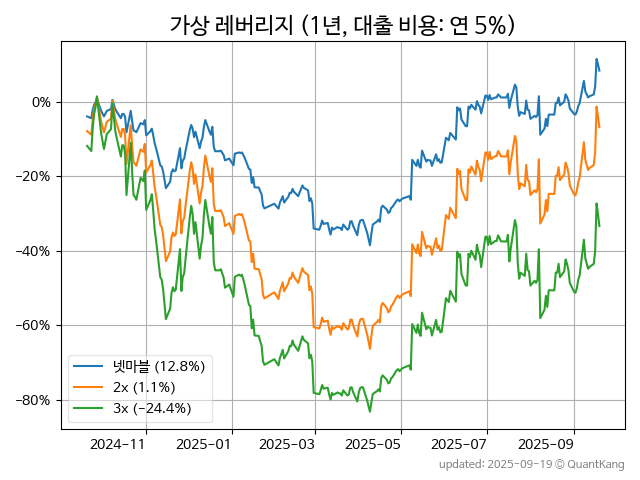 가상 레버리지 (1년, 대출 비용: 연 5%)
0%
−20%
−40%
−60%
−80%
넷마블 (12.8%)
2x (1.1%)
3x (−24.4%)
2024−11 2025−01 2025−03 2025−05 2025−07 2025−09
updated: 2025−09−19 © QuantKang